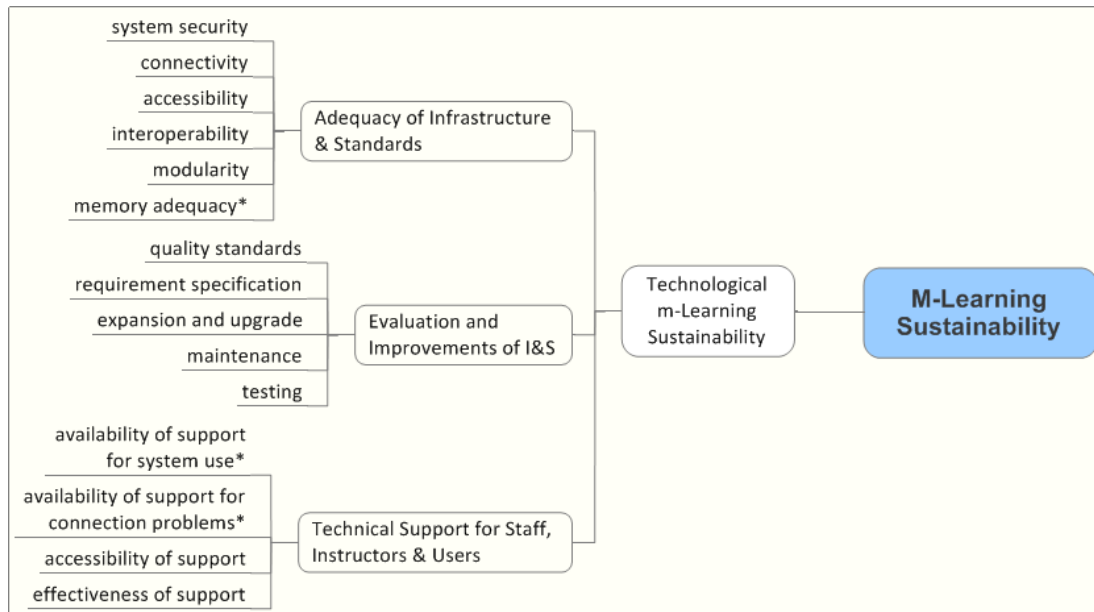 system security
connectivity
accessibility
interoperability
modularity
memory adequacy*
Adequacy of Infrastructure
& Standards
quality standards
requirement specification
expansion and upgrade
maintenance
testing
Evaluation and
Improvements of I&S
availability of support
for system use*
availability of support for
connection problems*
accessibility of support
effectiveness of support
Technical Support for Staff,
Instructors & Users
Technological
m-Learning
Sustainability
M-Learning
Sustainability